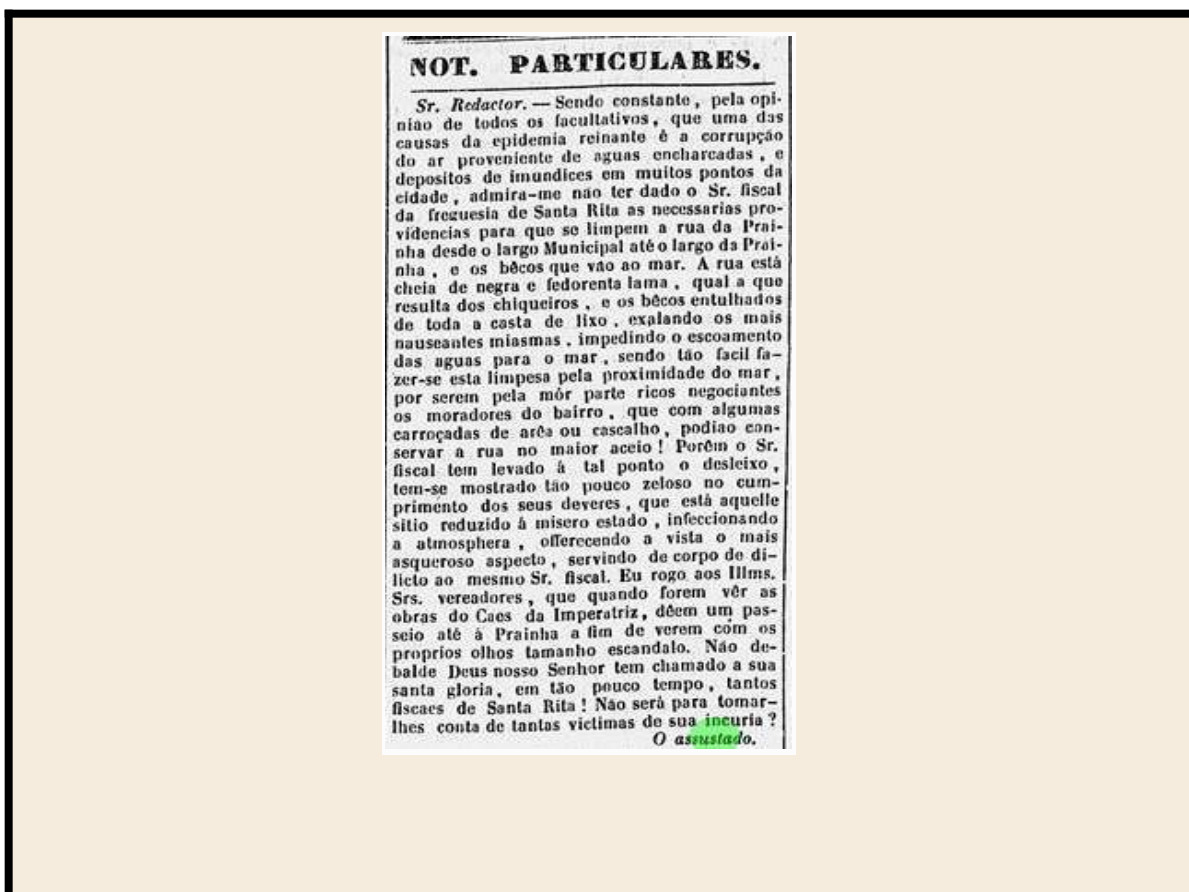 NOT. PARTICULARES.
Sr. Redactor. — Sendo constante, pela opi-
nião de todos os facultativos, que uma das
causas da epidemia reinante é a corrupção
do ar proveniente de aguas encharcadas, e
depositos de imundices em muitos pontos da
cidade, admira-me não ter dado o Sr. fiscal
da freguesia de Santa Rita as necessarias pro-
videncias para que se limpem a rua da Prai-
nha desde o largo Municipal até o largo da Prai-
nha, e os bêcos que vão ao mar. A rua está
cheia de negra e fedorenta lama, qual a que
resulta dos chiqueiros, e os bêcos entulhados
de toda a casta de lixo, exalando os mais
nauseantes miasmas, impedindo o escoamento
das aguas para o mar, sendo tão facil fa-
zer-se esta limpesa pela proximidade do mar,
por serem pela mór parte ricos negociantes
os moradores do bairro, que com algumas
carroçadas de arêa ou cascalho, podião con-
servar a rua no maior aceio! Porêm o Sr.
fiscal tem levado á tal ponto o desleixo,
tem-se mostrado tão pouco zeloso no cum-
primento dos seus deveres, que está aquelle
sitio reduzido á misero estado, infeccionando
a atmosphera, offerecendo a vista o mais
asqueroso aspecto, servindo de corpo de di-
licto ao mesmo Sr. fiscal. Eu rogo aos Illms.
Srs. vereadores, que quando forem vêr as
obras do Caes da Imperatriz, dêem um pas-
seio até á Prainha a fim de verem com os
proprios olhos tamanho escandalo. Não de-
balde Deus nosso Senhor tem chamado a sua
santa gloria, em tão pouco tempo, tantos
fiscaes de Santa Rita! Não será para tomar-
lhes conta de tantas victimas de sua incuria?
O assustado.